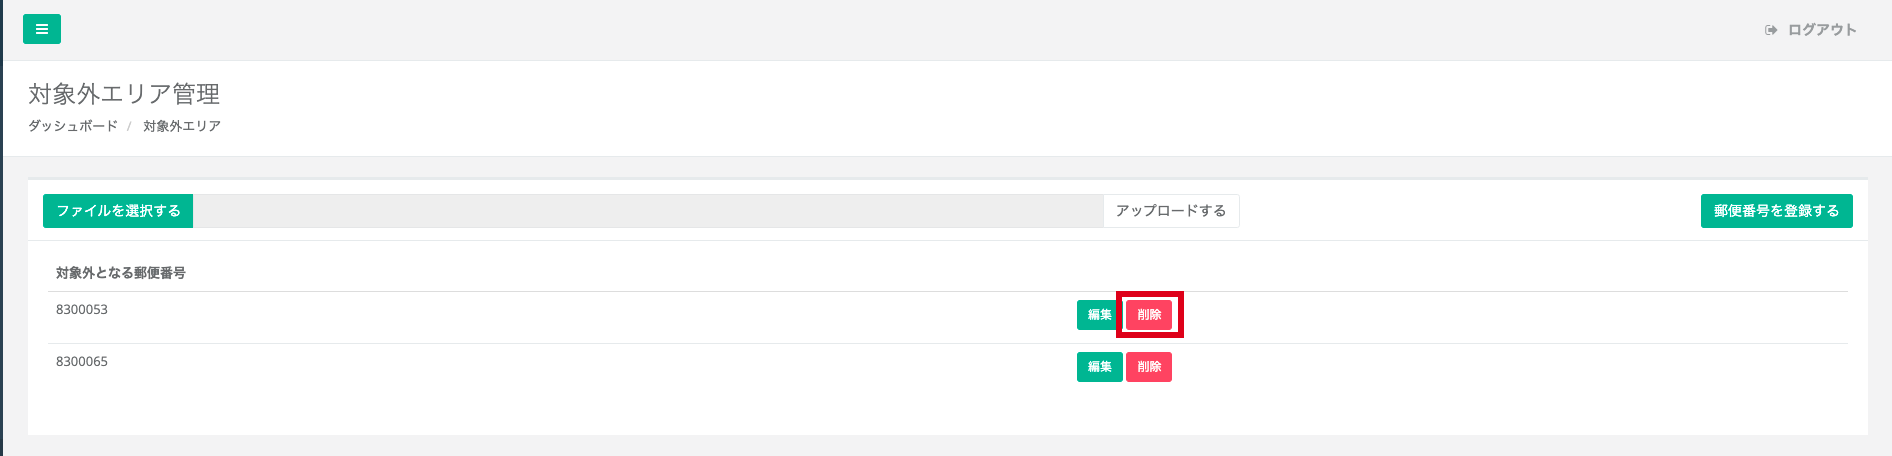 ログアウト
対象外エリア管理
ダッシュボード / 対象外エリア
ファイルを選択する アップロードする 郵便番号を登録する
対象外となる郵便番号
8300053 編集 削除
8300065 編集 削除